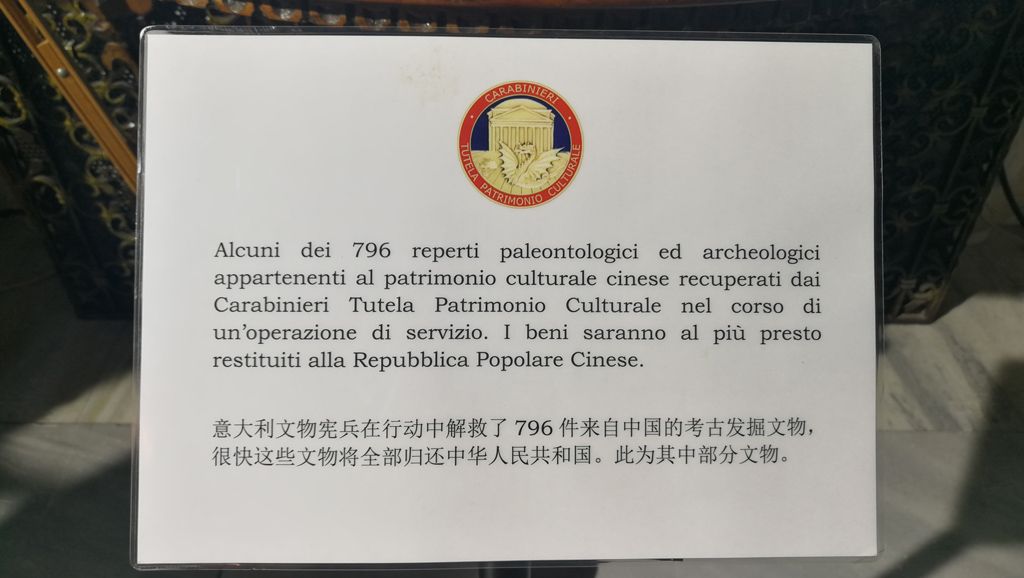 CARABINIERI
TUTELA PATRIMONIO CULTURALE
Alcuni dei 796 reperti paleontologici ed archeologici
appartenenti al patrimonio culturale cinese recuperati dai
Carabinieri Tutela Patrimonio Culturale nel corso di
un'operazione di servizio. I beni saranno al più presto
restituiti alla Repubblica Popolare Cinese.
意大利文物宪兵在行动中解救了 796 件来自中国的考古发掘文物，
很快这些文物将全部归还中华人民共和国。此为其中部分文物。